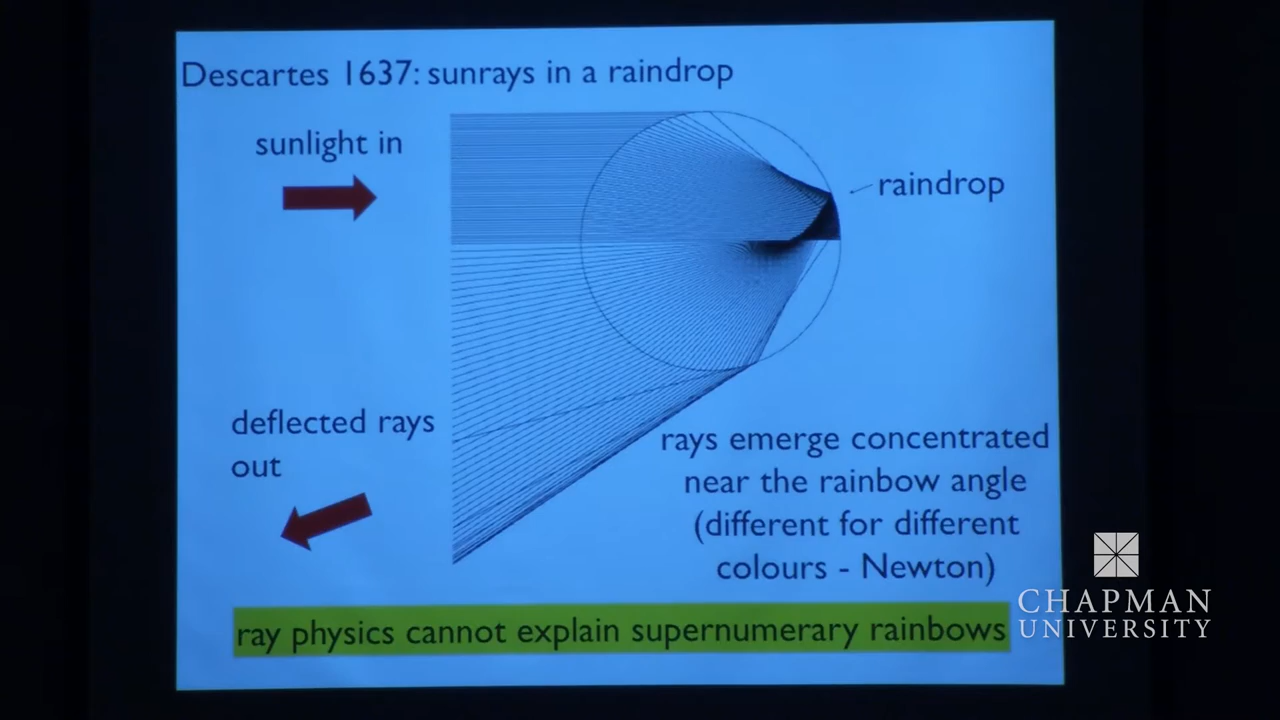 Descartes 1637: sunrays in a raindrop
sunlight in
raindrop
deflected rays
out
rays emerge concentrated
near the rainbow angle
(different for different
colours - Newton)
ray physics cannot explain supernumerary rainbows
CHAPMAN
UNIVERSITY